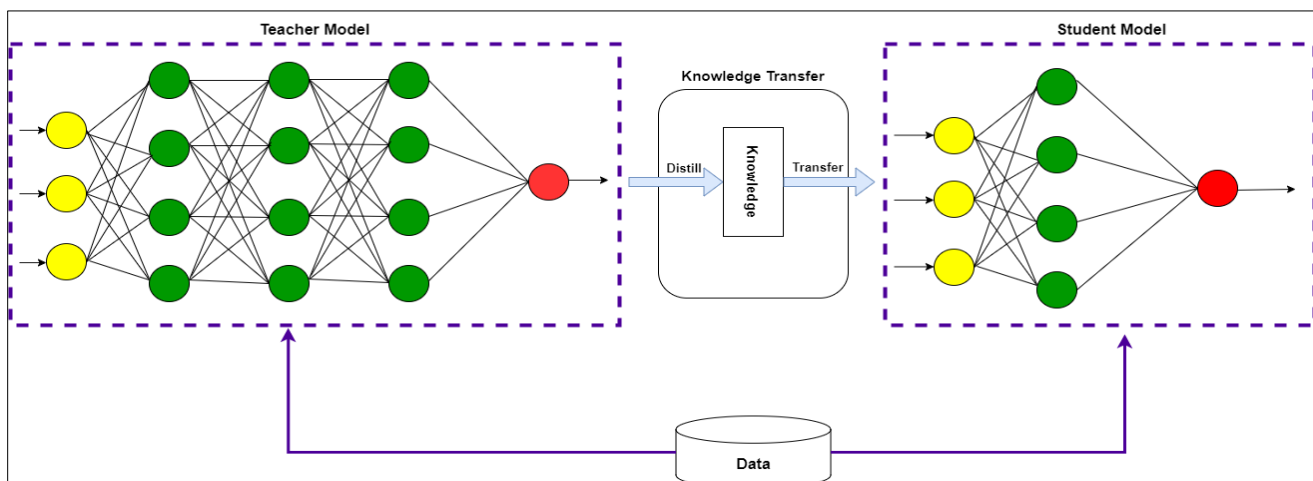 Teacher Model
Student Model
Knowledge Transfer
Distill
Knowledge
Transfer
Data